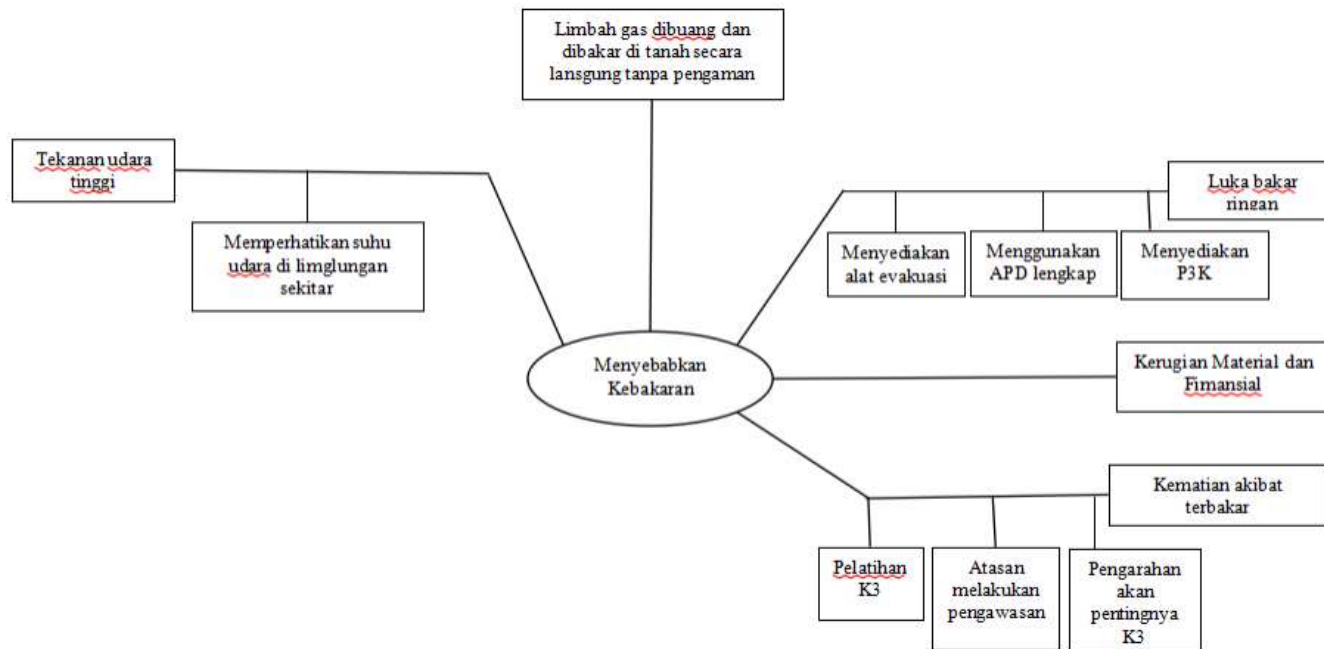 Limbah gas dibuang dan
dibakar di tanah secara
lansgung tanpa pengaman
Tekanan udara
tinggi
Memperhatikan suhu
udara di limglungan
sekitar
Luka bakar
ringan
Menyediakan
alat evakuasi
Menggunakan
APD lengkap
Menyediakan
P3K
Menyebabkan
Kebakaran
Kerugian Material dan
Fimansial
Kematian akibat
terbakar
Pelatihan
K3
Atasan
melakukan
pengawasan
Pengarahan
akan
pentingnya
K3